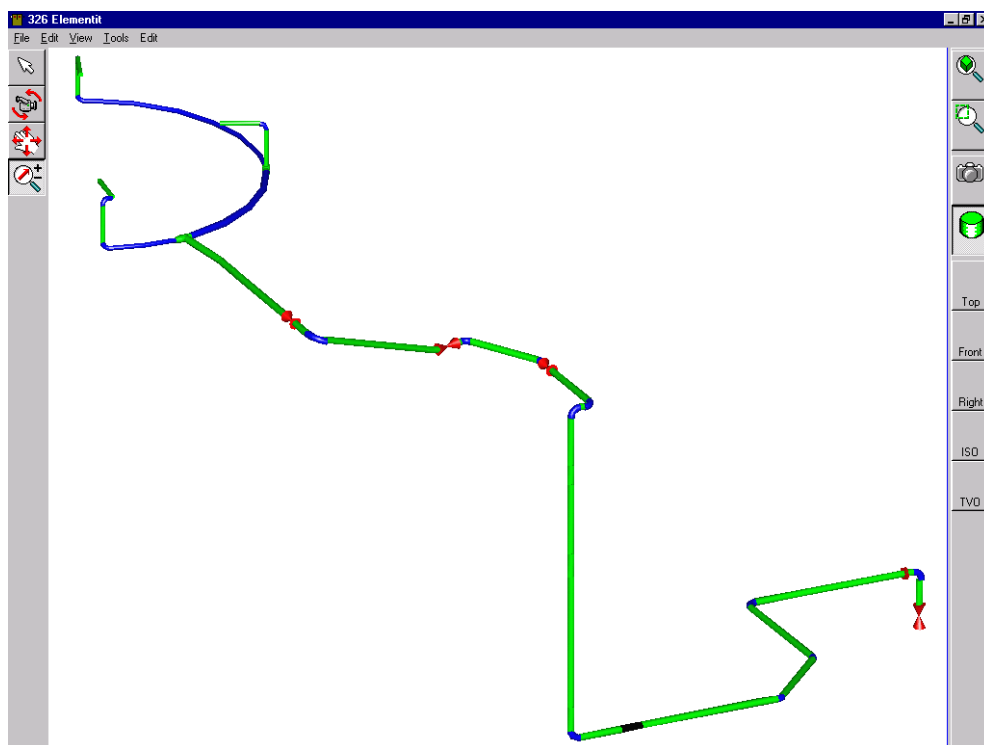 326 Elementit
File Edit View Tools Edit
Top
Front
Right
ISO
TVO